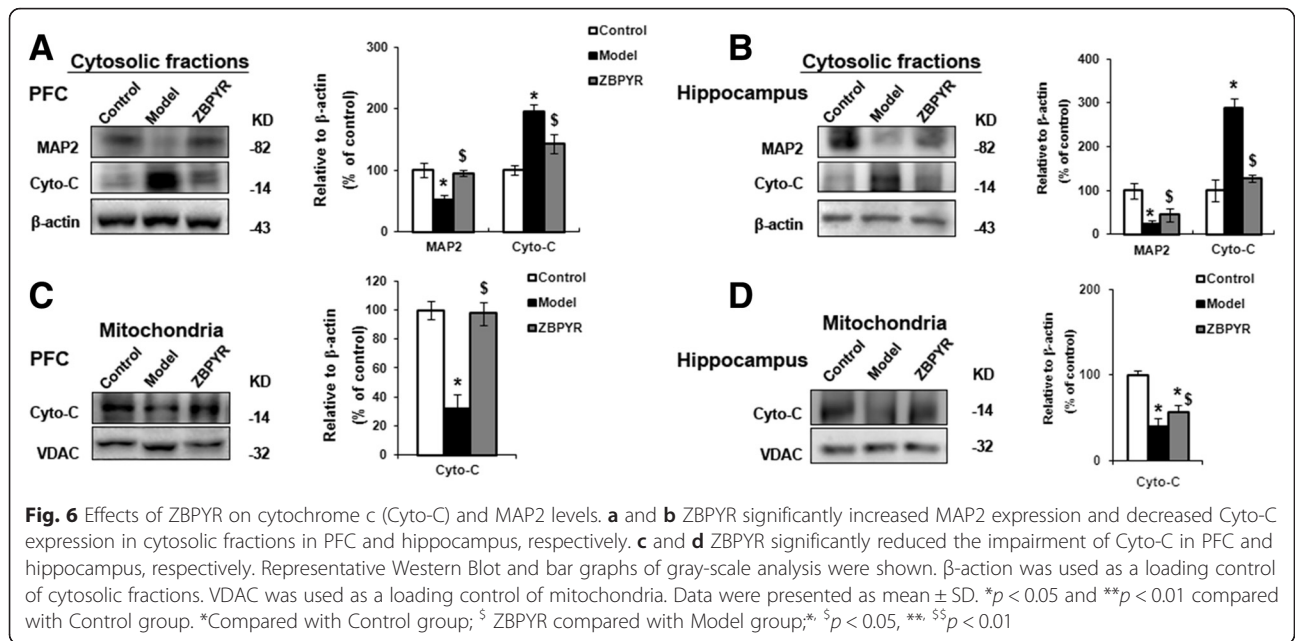 A
Cytosolic fractions
PFC
Control Model ZBPYR
KD
MAP2
-82
Cyto-C
-14
β-actin
-43
Relative to β-actin
(% of control)
300
200
100
0
MAP2 Cyto-C
* $ * $
Control
Model
ZBPYR
B
Cytosolic fractions
Hippocampus
Control Model ZBPYR
KD
MAP2
-82
Cyto-C
-14
β-actin
-43
Relative to β-actin
(% of control)
400
300
200
100
0
MAP2 Cyto-C
* $ * $
C
Mitochondria
PFC
Control Model ZBPYR
KD
Cyto-C
-14
VDAC
-32
Relative to β-actin
(% of control)
120
100
80
60
40
20
0
Cyto-C
* $
Control
Model
ZBPYR
D
Mitochondria
Hippocampus
Control Model ZBPYR
KD
Cyto-C
-14
VDAC
-32
Relative to β-actin
(% of control)
200
100
0
Cyto-C
* * $
Control
Model
ZBPYR
Fig. 6 Effects of ZBPYR on cytochrome c (Cyto-C) and MAP2 levels. a and b ZBPYR significantly increased MAP2 expression and decreased Cyto-C
expression in cytosolic fractions in PFC and hippocampus, respectively. c and d ZBPYR significantly reduced the impairment of Cyto-C in PFC and
hippocampus, respectively. Representative Western Blot and bar graphs of gray-scale analysis were shown. β-action was used as a loading control
of cytosolic fractions. VDAC was used as a loading control of mitochondria. Data were presented as mean ± SD. *p < 0.05 and **p < 0.01 compared
with Control group. *Compared with Control group; $ ZBPYR compared with Model group;*, $p < 0.05, **, $$p < 0.01